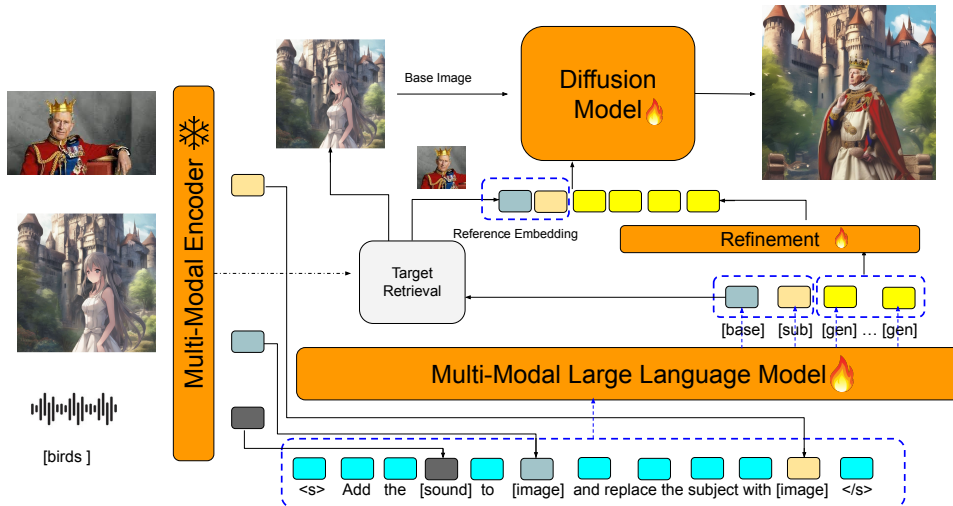 Base Image
Diffusion
Model
Multi-Modal Encoder
Reference Embedding
Refinement
Target
Retrieval
[base] [sub] [gen] ... [gen]
Multi-Modal Large Language Model
[birds ]
<s> Add the [sound] to [image] and replace the subject with [image] </s>